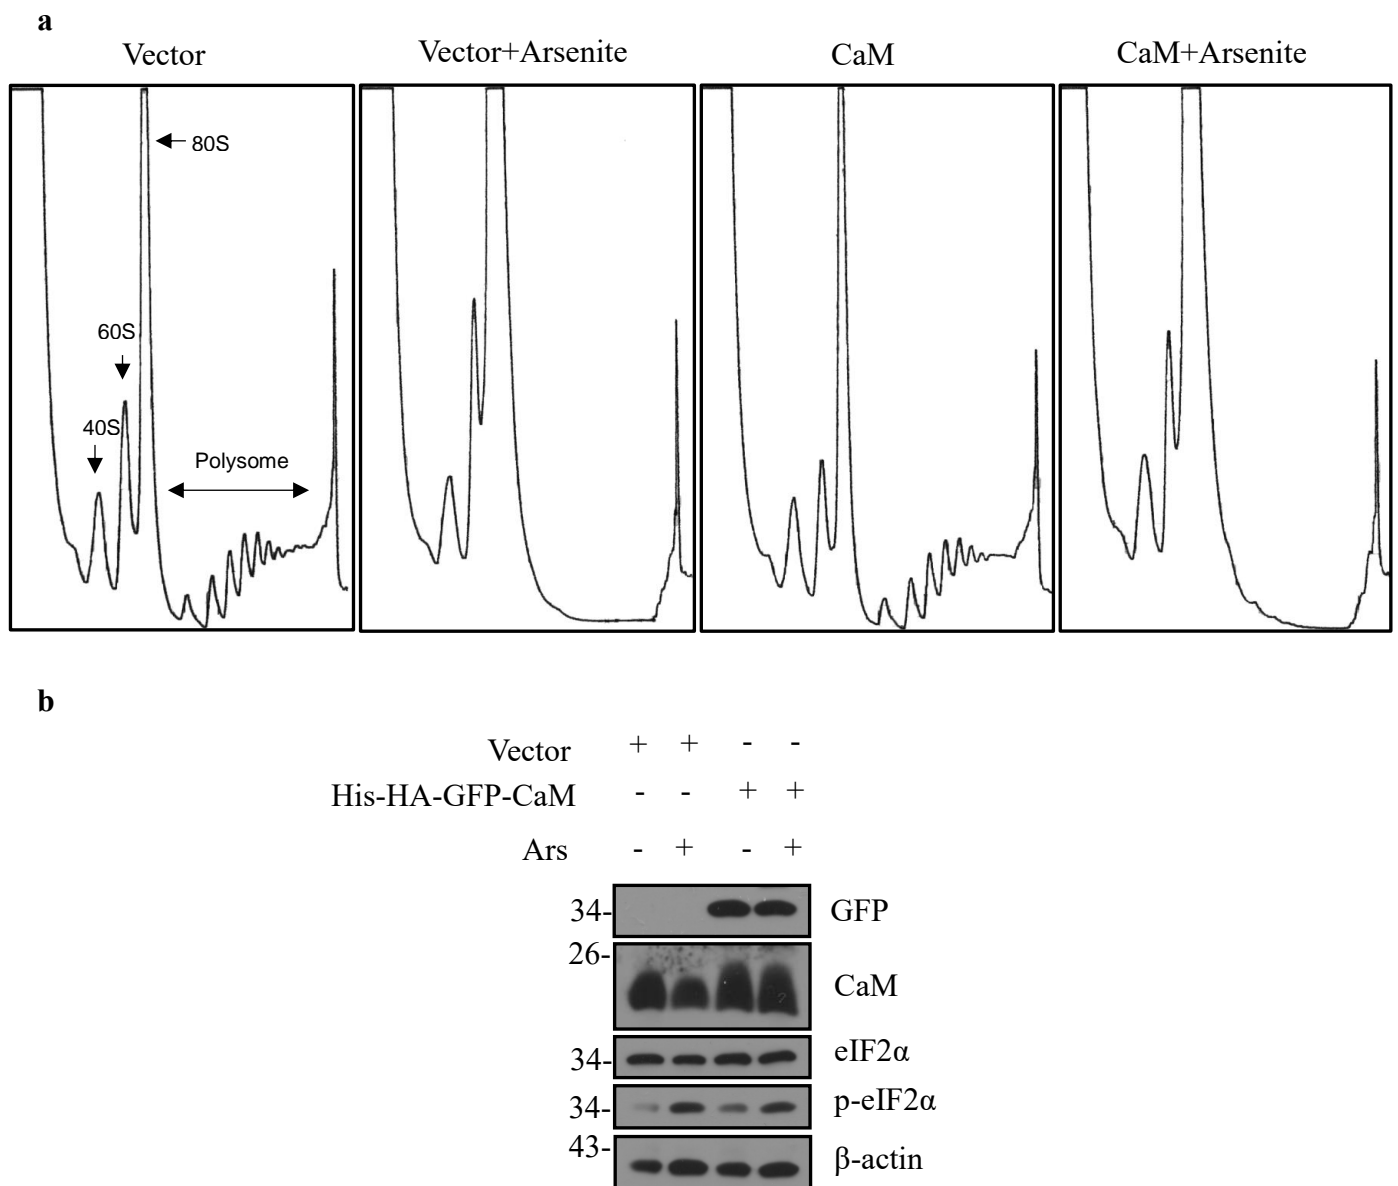 a
Vector
Vector+Arsenite
CaM
CaM+Arsenite
80S
60S
40S
Polysome
b
Vector + + - -
His-HA-GFP-CaM - - + +
Ars - + - +
34- GFP
26-
CaM
34- eIF2α
34- p-eIF2α
43- β-actin